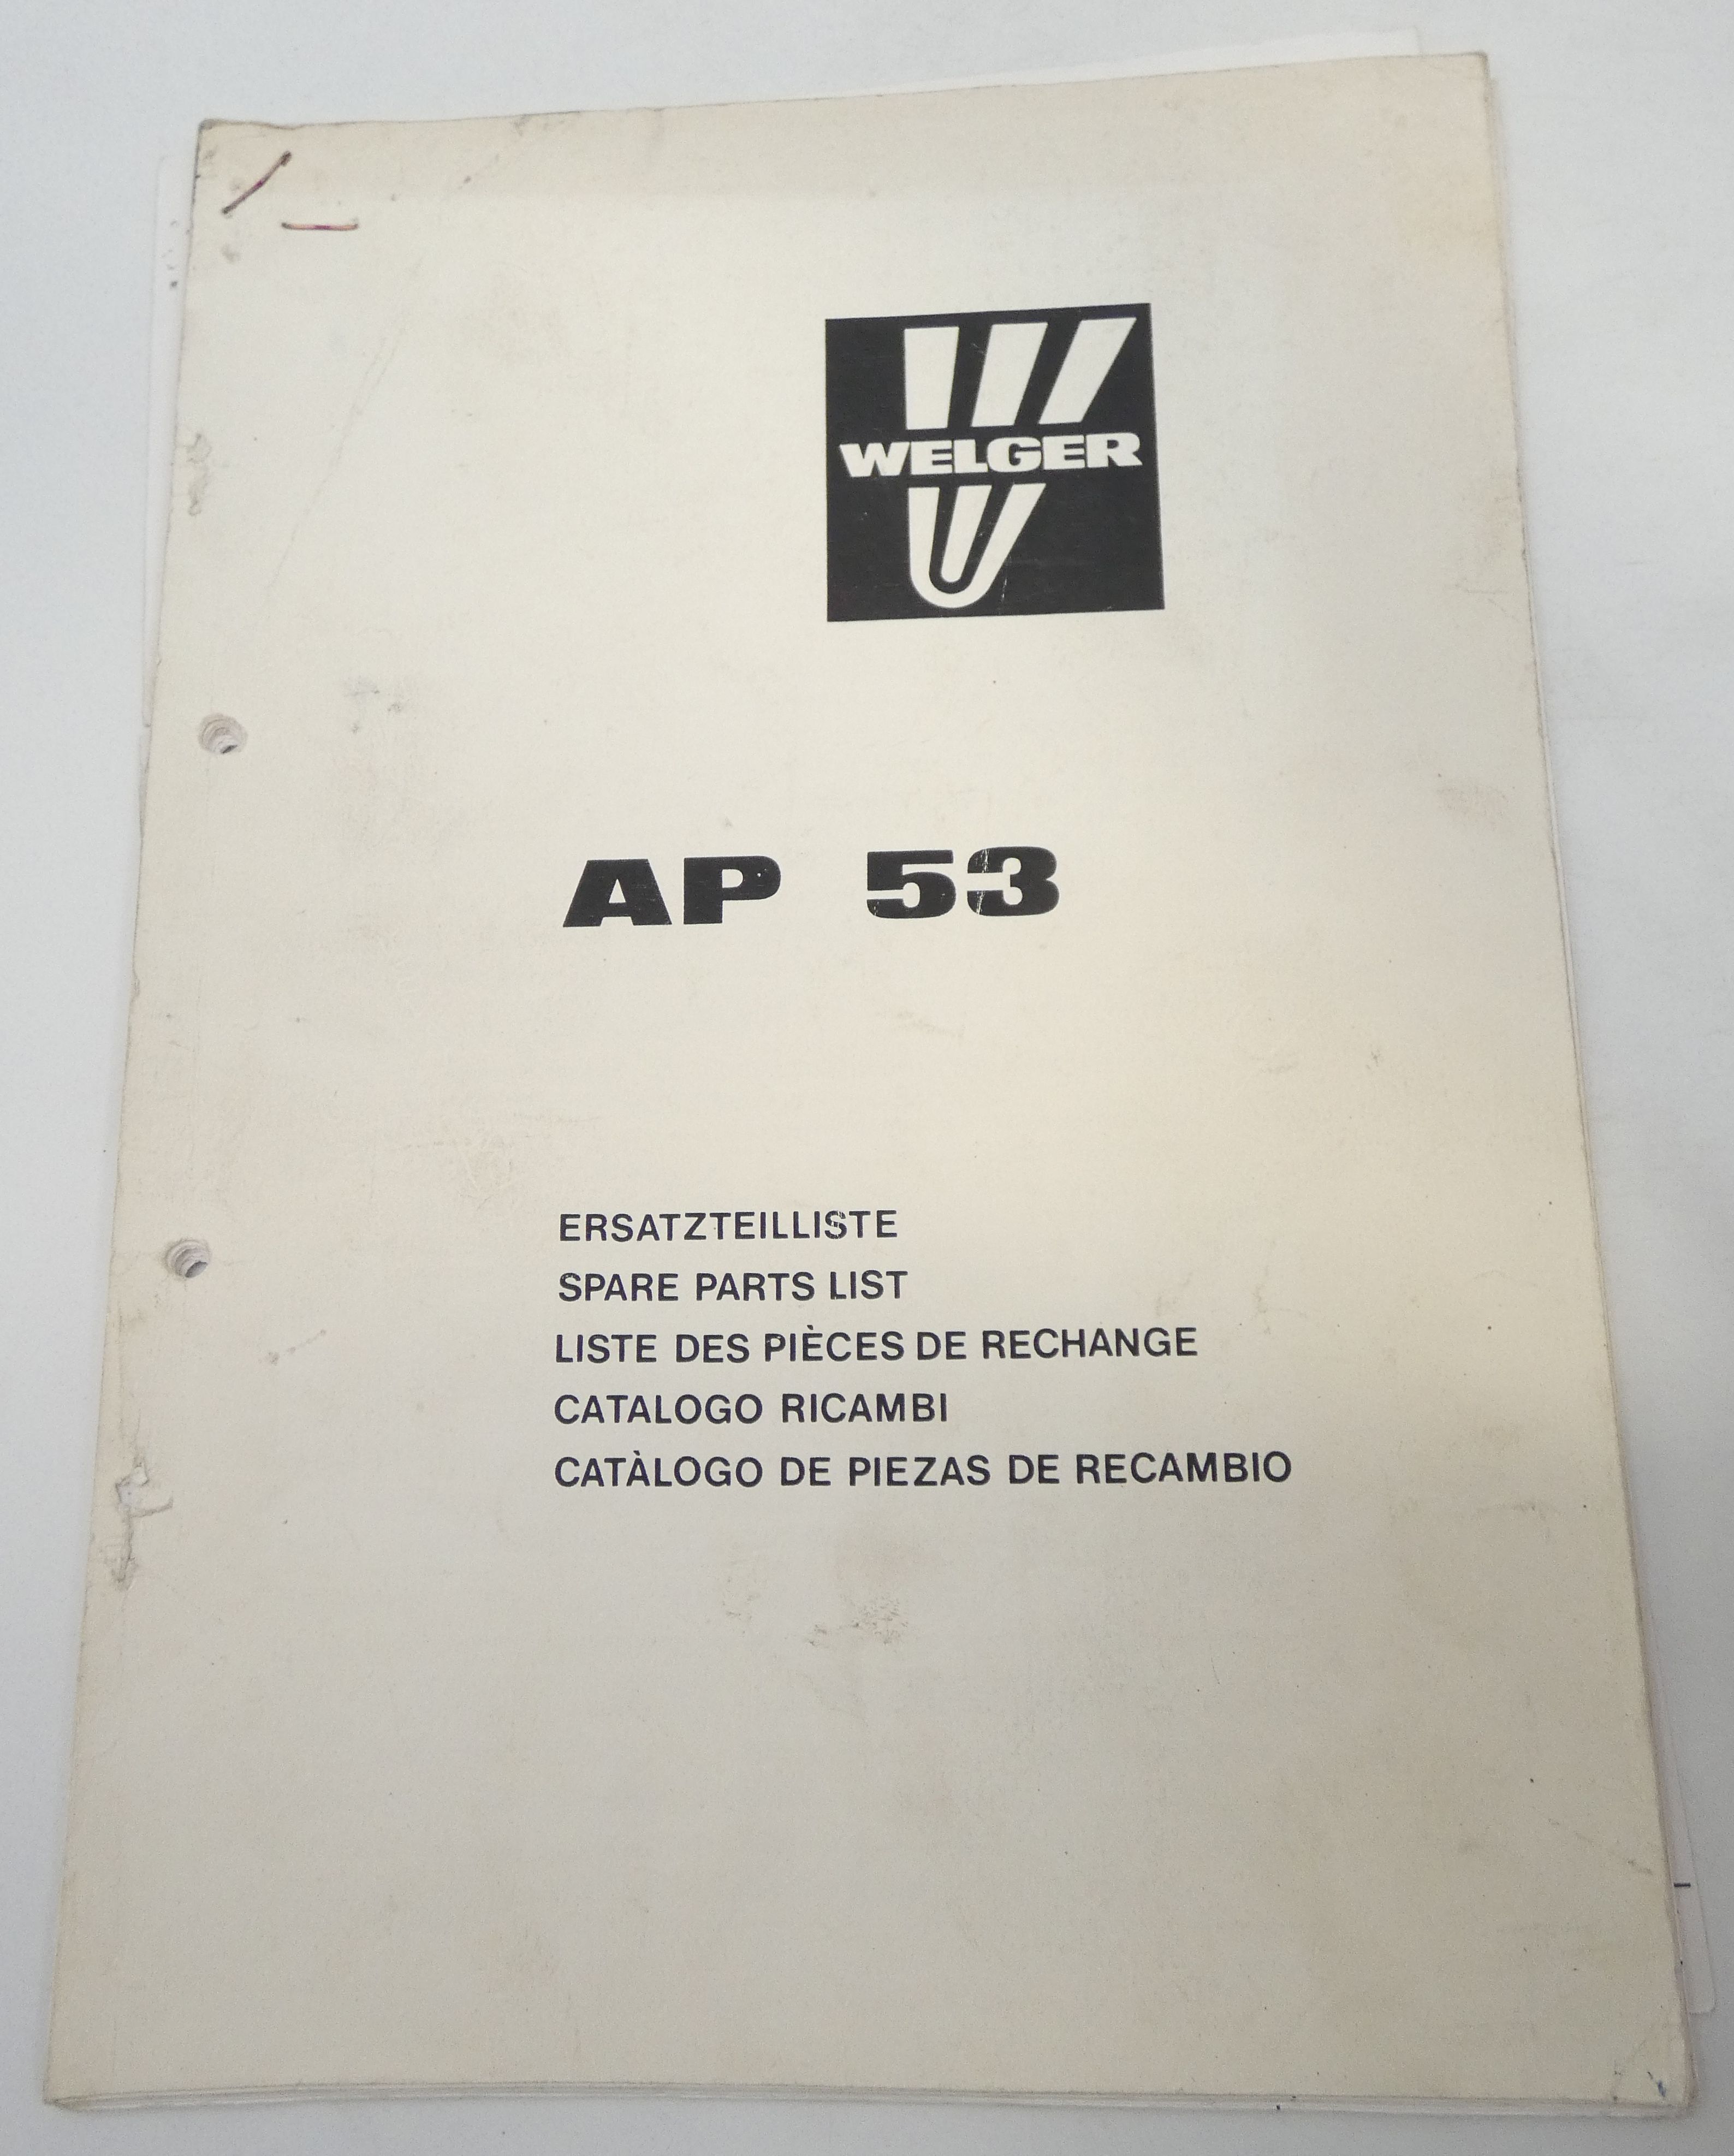 WELGER
AP 53
ERSATZTEILLISTE
SPARE PARTS LIST
LISTE DES PIÈCES DE RECHANGE
CATALOGO RICAMBI
CATÀLOGO DE PIEZAS DE RECAMBIO